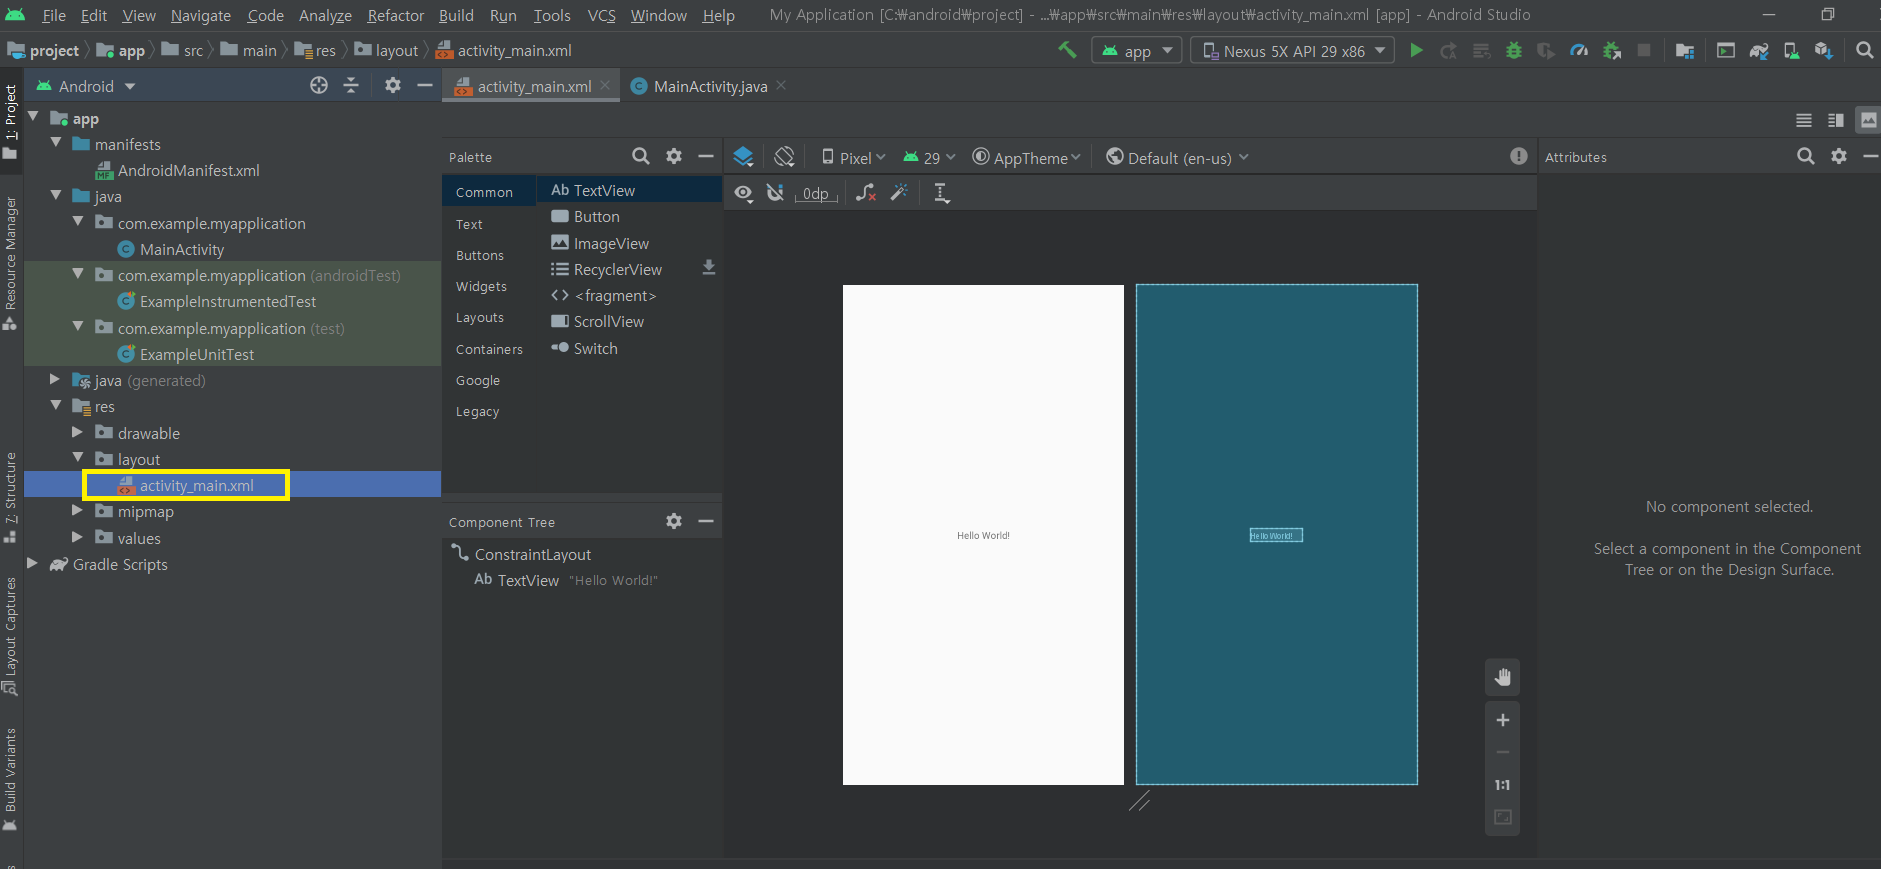 File Edit View Navigate Code Analyze Refactor Build Run Tools VCS Window Help My Application [C:₩android₩project] - ...₩app₩src₩main₩res₩layout₩activity_main.xml [app] - Android Studio
project app src main res layout activity_main.xml app Nexus 5X API 29 x86
Android
activity_main.xml MainActivity.java
1: Project
Resource Manager
7: Structure
Layout Captures
Build Variants
app
manifests
AndroidManifest.xml
java
com.example.myapplication
MainActivity
com.example.myapplication (androidTest)
ExampleInstrumentedTest
com.example.myapplication (test)
ExampleUnitTest
java (generated)
res
drawable
layout
activity_main.xml
mipmap
values
Gradle Scripts
Palette
Common
Text
Buttons
Widgets
Layouts
Containers
Google
Legacy
Ab TextView
Button
ImageView
RecyclerView
<fragment>
ScrollView
Switch
Component Tree
ConstraintLayout
Ab TextView "Hello World!"
Pixel 29 AppTheme Default (en-us)
0dp
Hello World!
Hello World!
1:1
Attributes
No component selected.
Select a component in the Component
Tree or on the Design Surface.